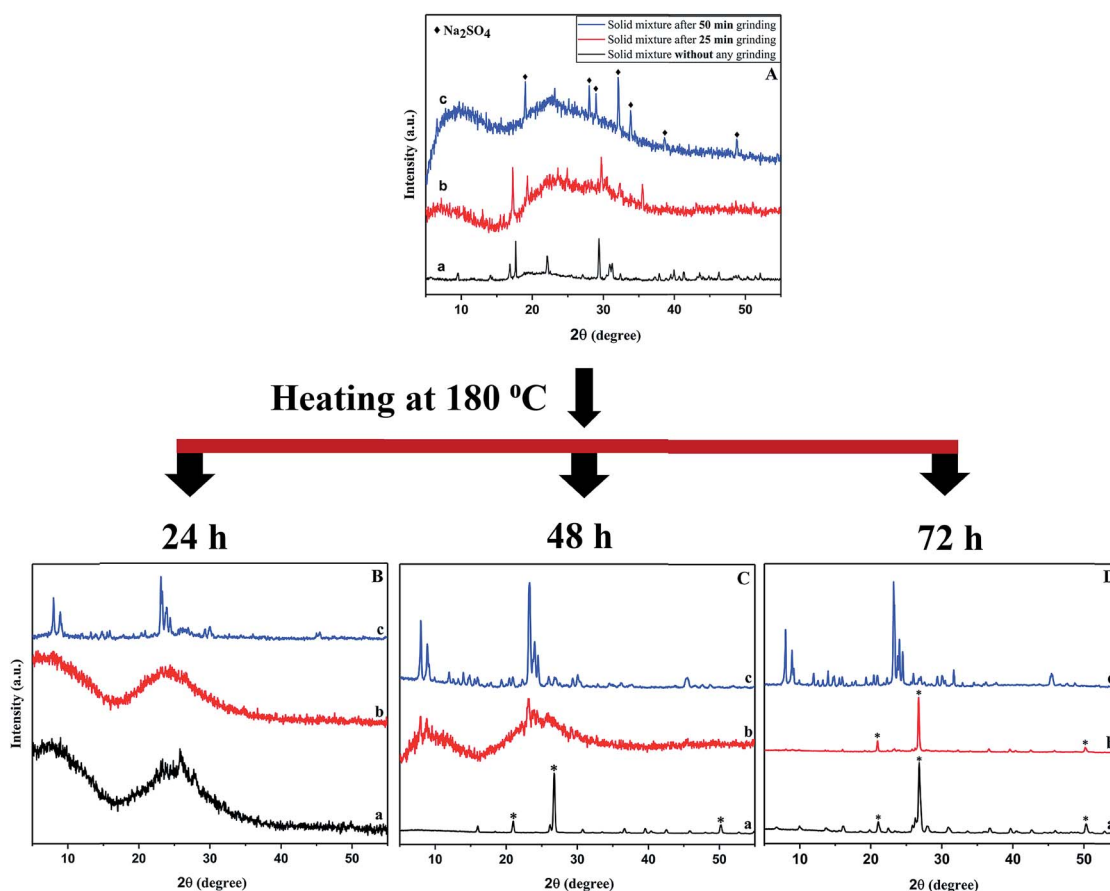 ◆ Na₂SO₄
Solid mixture after 50 min grinding
Solid mixture after 25 min grinding
Solid mixture without any grinding
A
c
b
a
Intensity (a.u.)
10 20 30 40 50
2θ (degree)
Heating at 180 ⁰C
24 h 48 h 72 h
B
c
b
a
Intensity (a.u.)
10 20 30 40 50
2θ (degree)
C
c
b
* * *
a
10 20 30 40 50
2θ (degree)
* * *
* * *
10 20 30 40 50
2θ (degree)